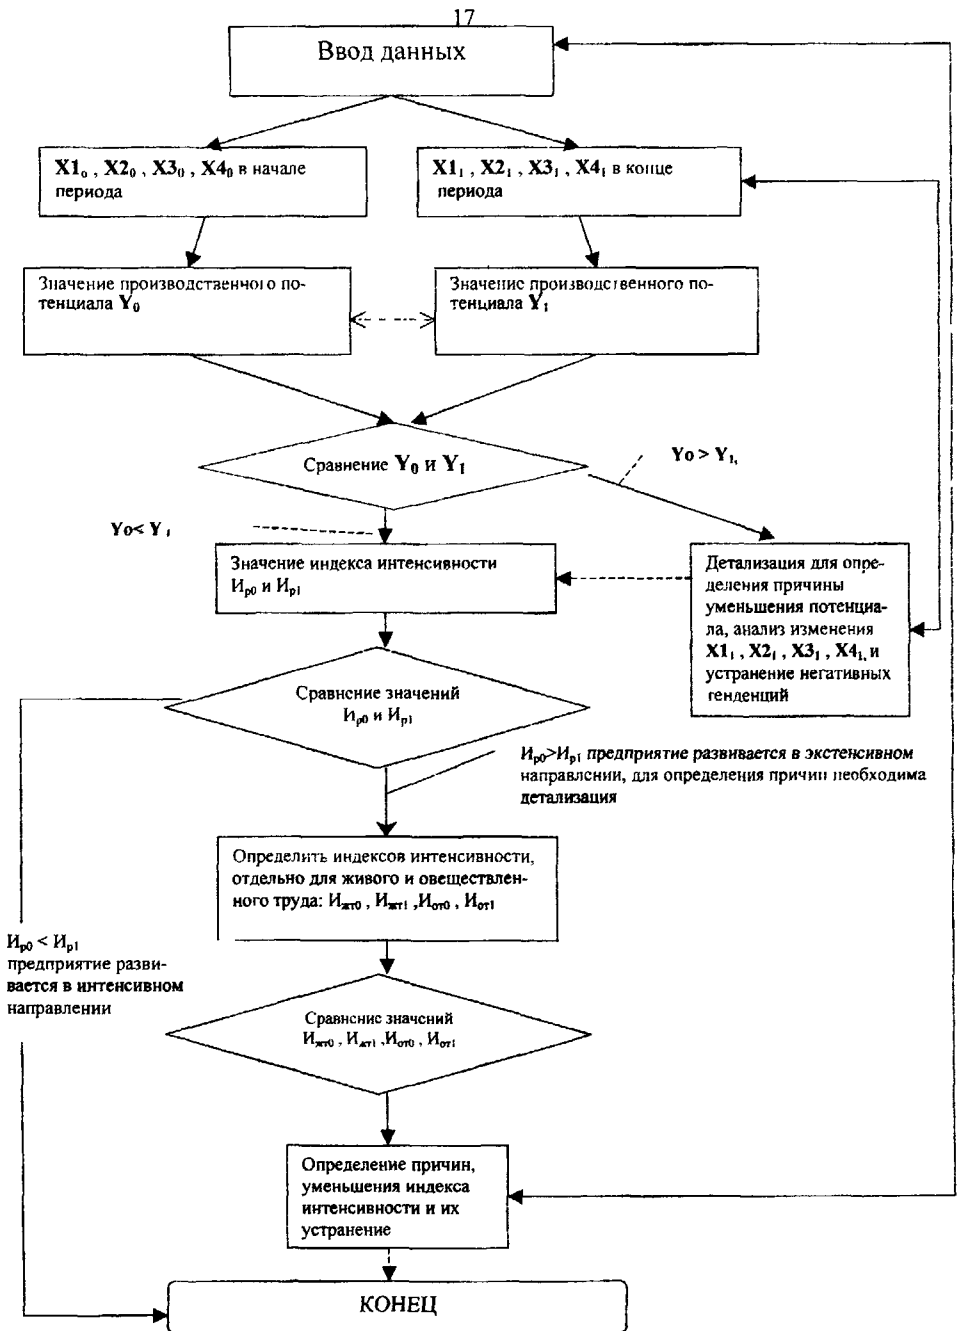 17
Ввод данных
X1₀ , X2₀ , X3₀ , X4₀ в начале
периода
X1₁ , X2₁ , X3₁ , X4₁ в конце
периода
Значение производственного по-
тенциала Y₀
Значение производственного по-
тенциала Y₁
Сравнение Y₀ и Y₁
Yo > Y₁,
Yo< Y ₁
Значение индекса интенсивности
Ир0 и Ир1
Детализация для опре-
деления причины
уменьшения потенциа-
ла, анализ изменения
X1₁ , X2₁ , X3₁ , X4₁, и
устранение негативных
тенденций
Сравнение значений
Ир0 и Ир1
Ир0>Ир1 предприятие развивается в экстенсивном
направлении, для определения причин необходима
детализация
Определить индексов интенсивности,
отдельно для живого и овеществлен-
ного труда: Ижт0 , Ижт1 ,Иот0 , Иот1
Ир0 < Ир1
предприятие разви-
вается в интенсивном
направлении
Сравнение значений
Ижт0 , Ижт1 ,Иот0 , Иот1
Определение причин,
уменьшения индекса
интенсивности и их
устранение
КОНЕЦ